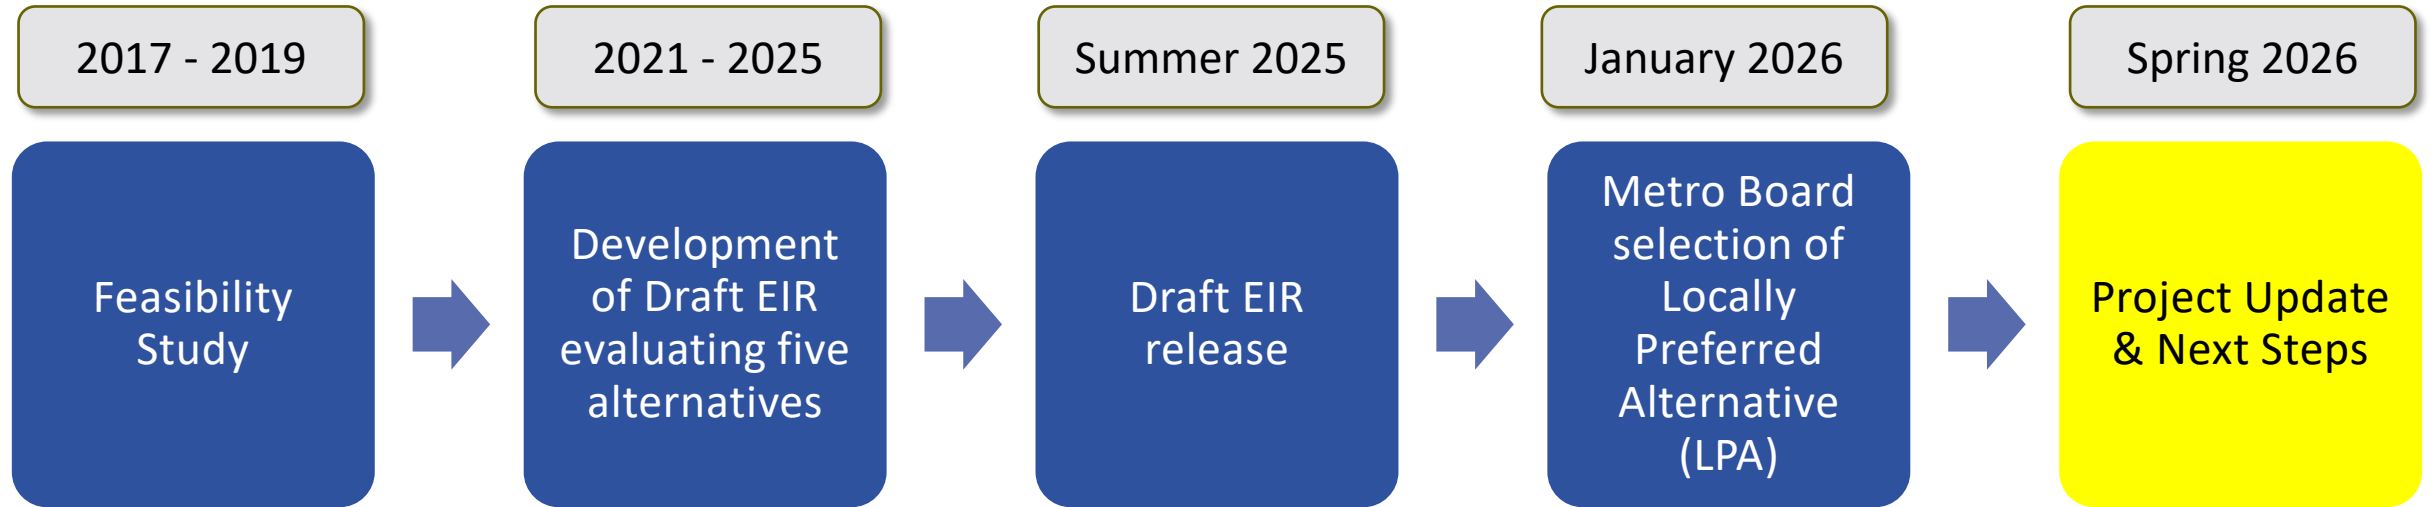 2017 - 2019
2021 - 2025
Summer 2025
January 2026
Spring 2026
Feasibility
Study
Development
of Draft EIR
evaluating five
alternatives
Draft EIR
release
Metro Board
selection of
Locally
Preferred
Alternative
(LPA)
Project Update
& Next Steps